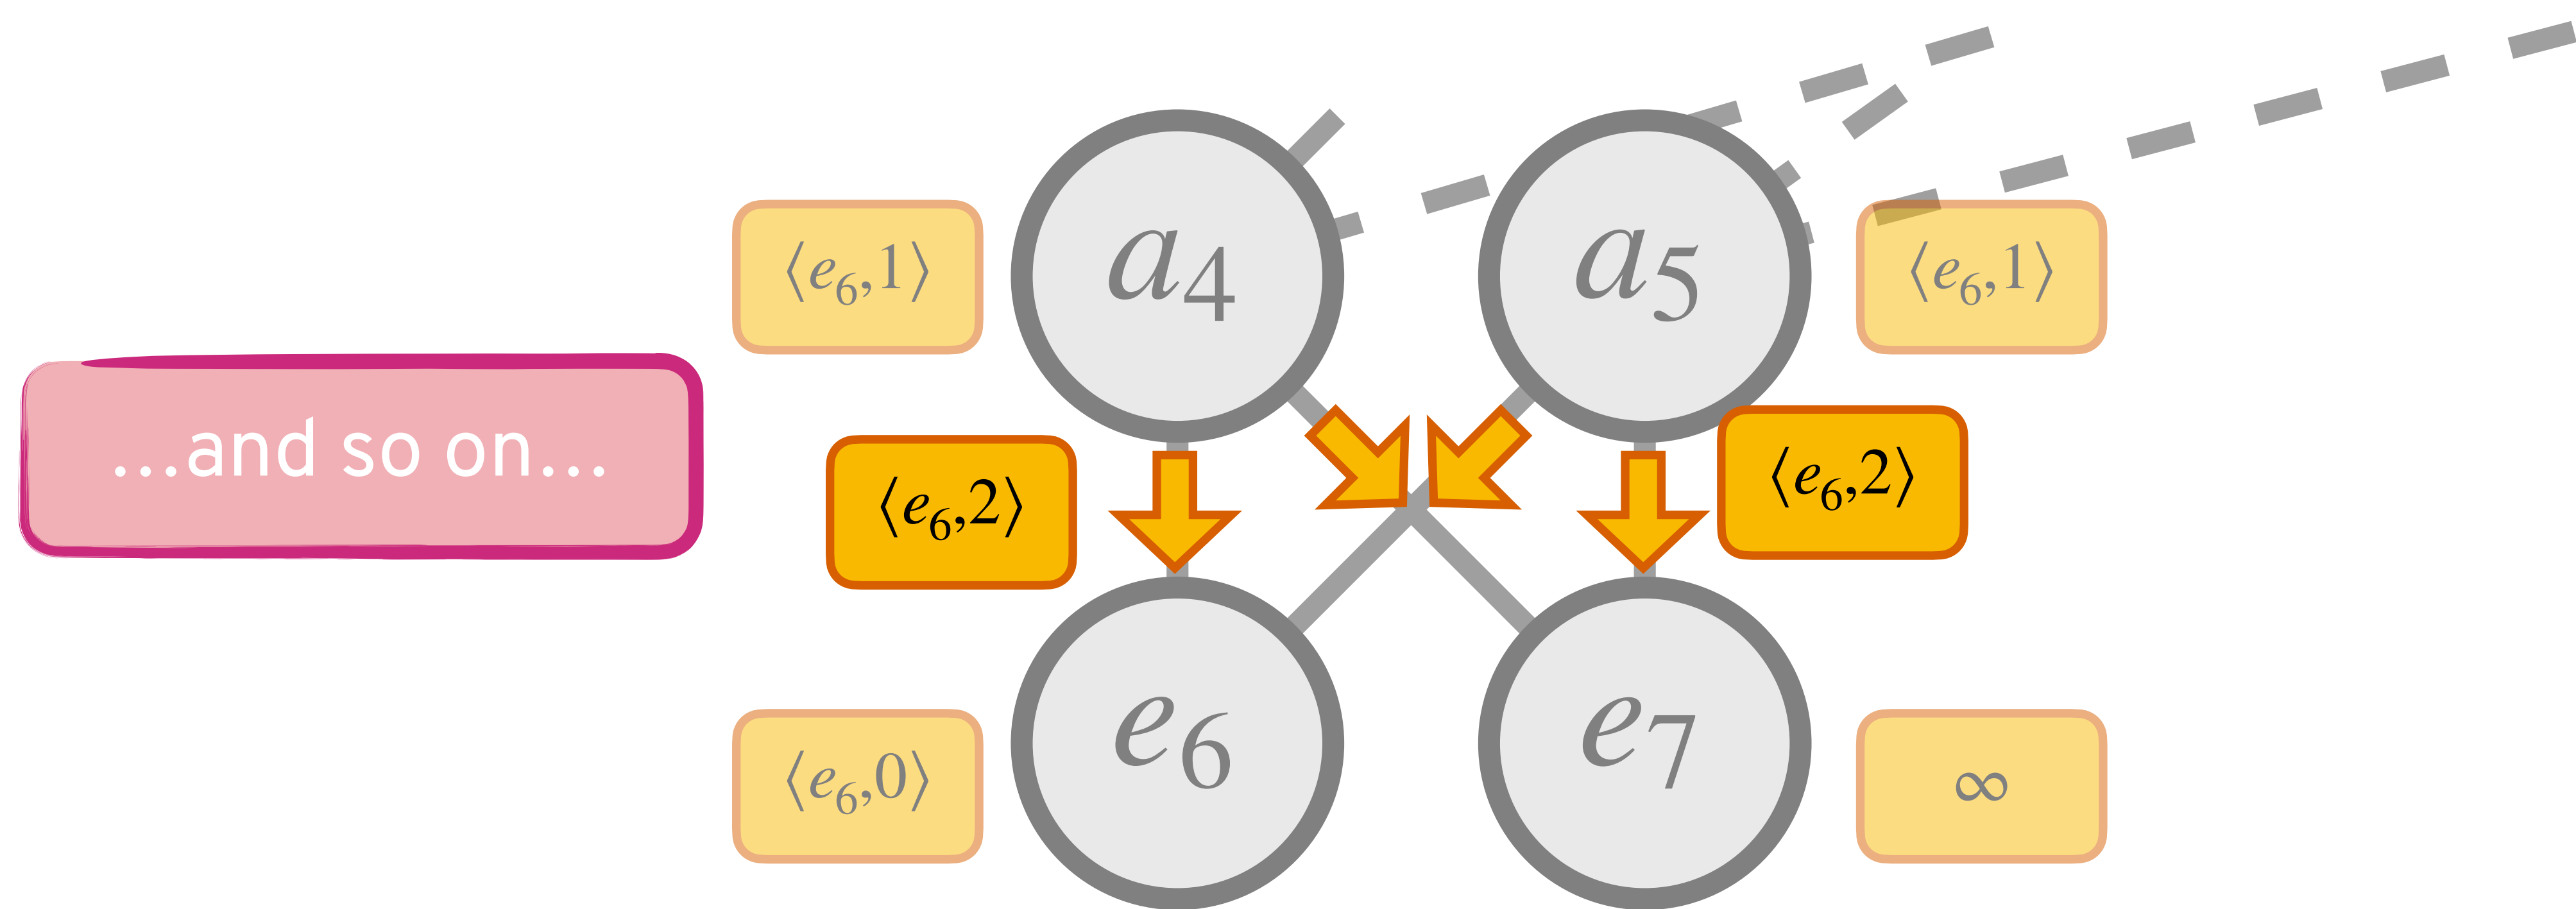 ⟨e₆,1⟩
a₄
a₅
⟨e₆,1⟩
...and so on...
⟨e₆,2⟩
⟨e₆,2⟩
⟨e₆,0⟩
e₆
e₇
∞